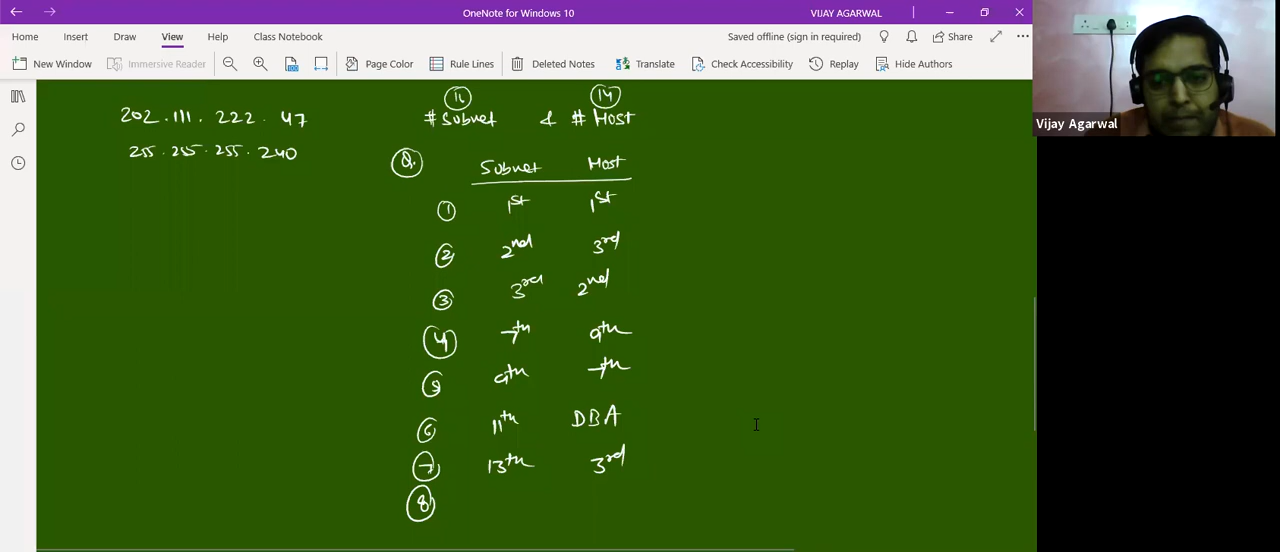 OneNote for Windows 10
VIJAY AGARWAL
Home Insert Draw View Help Class Notebook
Saved offline (sign in required) Share
New Window Immersive Reader Page Color Rule Lines Deleted Notes Translate Check Accessibility Replay Hide Authors
Vijay Agarwal
202.111.222.47
255.255.255.240
16 14
# Subnet & # Host
Q. Subnet Host
1 1st 1st
2 2nd 3rd
3 3rd 2nd
4 7th 9th
5 9th 7th
6 11th DBA
7 13th 3rd
8